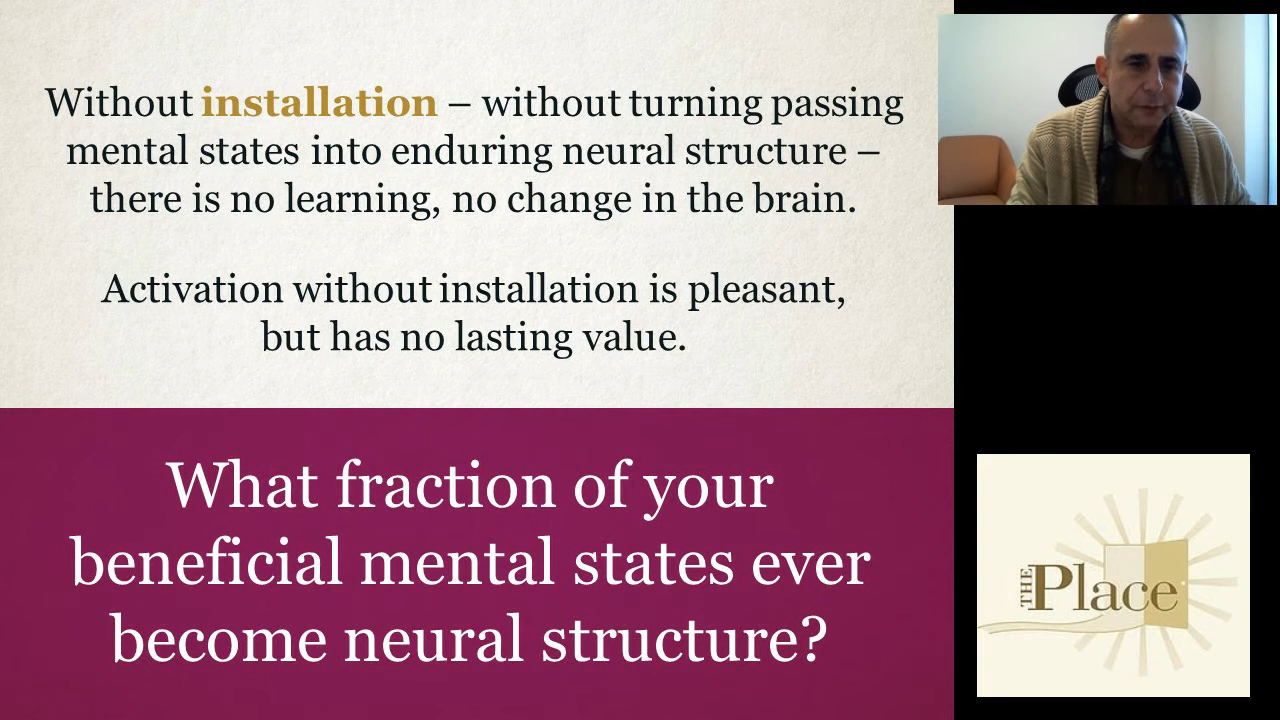 Without installation – without turning passing
mental states into enduring neural structure –
there is no learning, no change in the brain.
Activation without installation is pleasant,
but has no lasting value.
What fraction of your
beneficial mental states ever
become neural structure?
THE Place